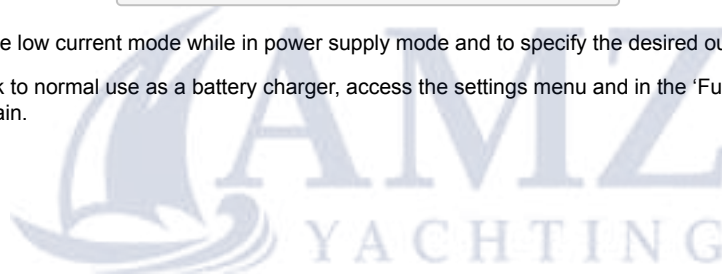 e low current mode while in power supply mode and to specify the desired ou
k to normal use as a battery charger, access the settings menu and in the ‘Fu
ain.
AMZ
YACHTING